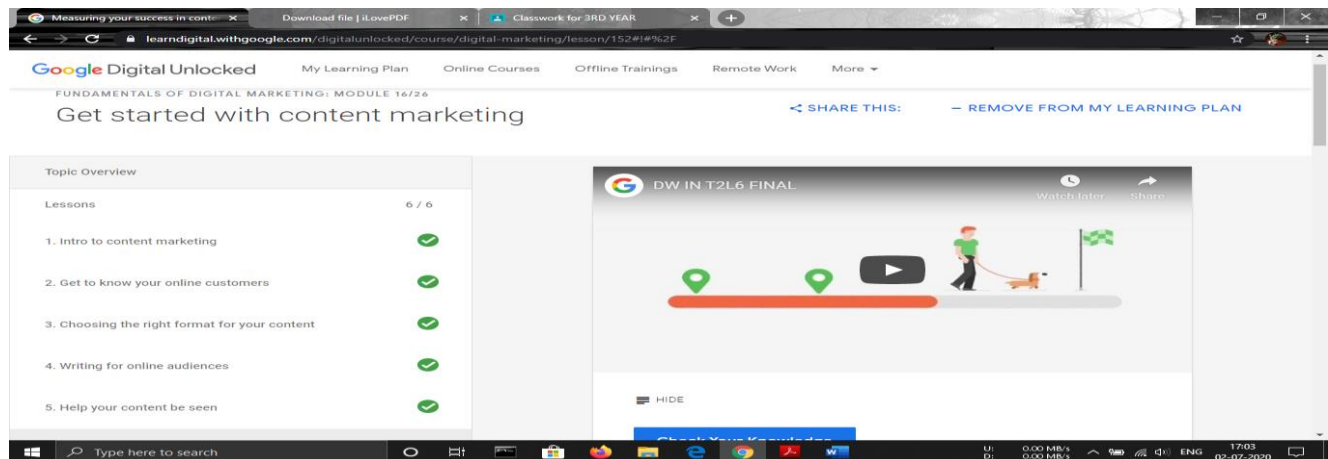 Measuring your success in conte
Download file | iLovePDF
Classwork for 3RD YEAR
learndigital.withgoogle.com/digitalunlocked/course/digital-marketing/lesson/152#!#%2F
Google Digital Unlocked My Learning Plan Online Courses Offline Trainings Remote Work More
FUNDAMENTALS OF DIGITAL MARKETING: MODULE 16/26
Get started with content marketing
SHARE THIS: — REMOVE FROM MY LEARNING PLAN
Topic Overview
Lessons 6 / 6
1. Intro to content marketing
2. Get to know your online customers
3. Choosing the right format for your content
4. Writing for online audiences
5. Help your content be seen
G DW IN T2L6 FINAL
Watch later Share
HIDE
Check Your Knowledge
Type here to search
U: 0.00 MB/s
D: 0.00 MB/s
ENG
17:03
02-07-2020